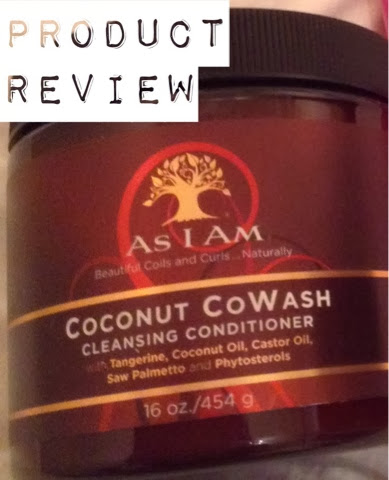 PRODUCT
REVIEW
AS I AM
Beautiful Coils and Curls... Naturally
COCONUT COWASH
CLEANSING CONDITIONER
with Tangerine, Coconut Oil, Castor Oil,
Saw Palmetto and Phytosterols
16 oz./454 g